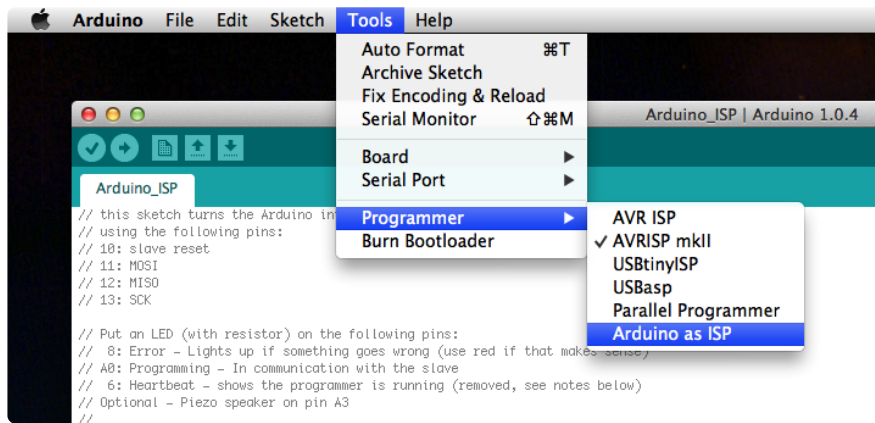 Arduino File Edit Sketch Tools Help
Auto Format ⌘T
Archive Sketch
Fix Encoding & Reload
Serial Monitor ⇧⌘M
Board
Serial Port
Programmer
Burn Bootloader
AVR ISP
✓ AVRISP mkII
USBtinyISP
USBasp
Parallel Programmer
Arduino as ISP
Arduino_ISP | Arduino 1.0.4
Arduino_ISP
// this sketch turns the Arduino in
// using the following pins:
// 10: slave reset
// 11: MOSI
// 12: MISO
// 13: SCK
// Put an LED (with resistor) on the following pins:
// 8: Error - Lights up if something goes wrong (use red if that makes sense)
// A0: Programming - In communication with the slave
// 6: Heartbeat - shows the programmer is running (removed, see notes below)
// Optional - Piezo speaker on pin A3
//